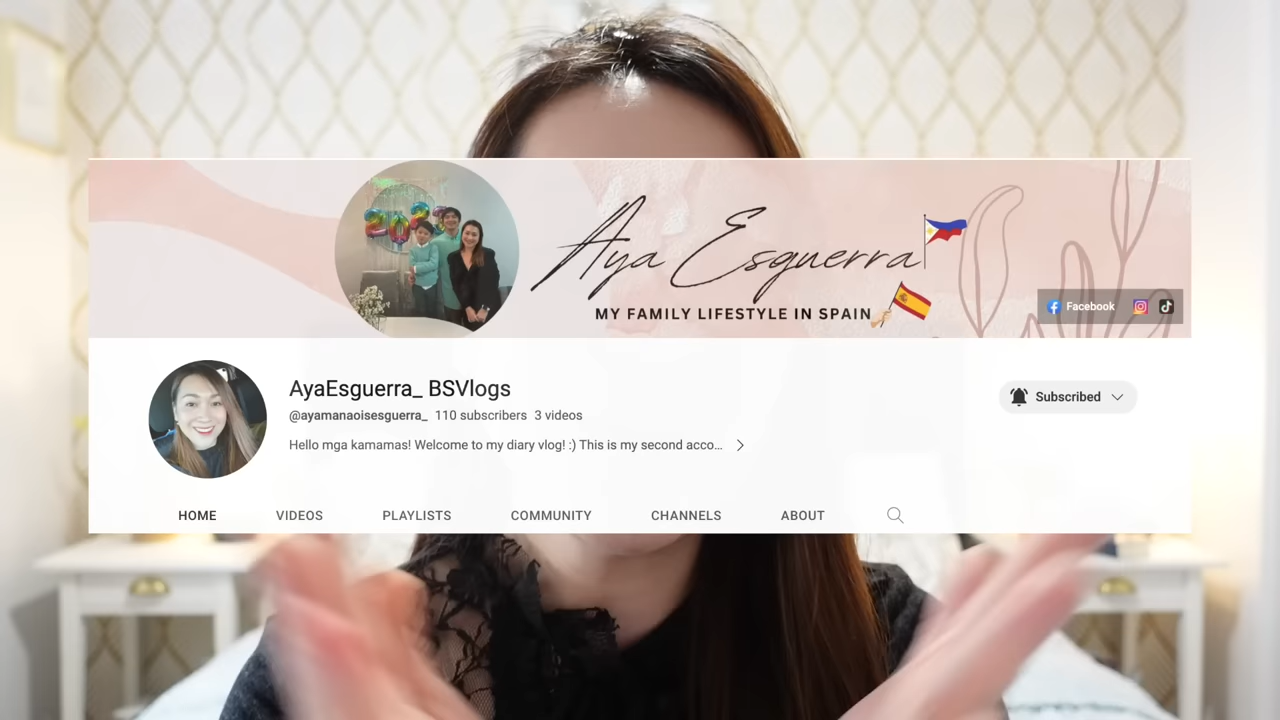 2023
Aya Esguerra
MY FAMILY LIFESTYLE IN SPAIN
Facebook
AyaEsguerra_ BSVlogs
@ayamanaoisesguerra_ 110 subscribers 3 videos
Subscribed
Hello mga kamamas! Welcome to my diary vlog! :) This is my second acco...
HOME VIDEOS PLAYLISTS COMMUNITY CHANNELS ABOUT